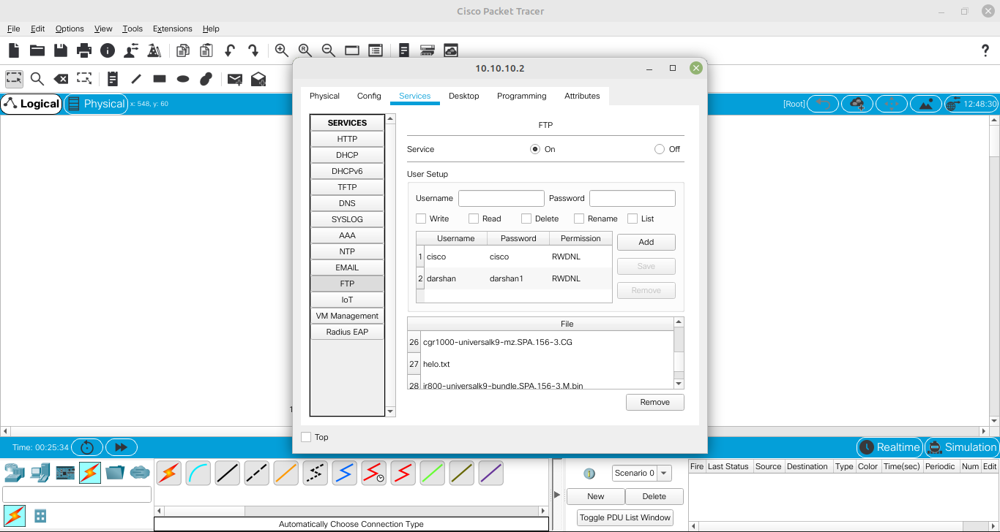 Cisco Packet Tracer
File Edit Options View Tools Extensions Help
Logical Physical x: 548, y: 60 [Root] 12:48:30
10.10.10.2
Physical Config Services Desktop Programming Attributes
SERVICES
HTTP
DHCP
DHCPv6
TFTP
DNS
SYSLOG
AAA
NTP
EMAIL
FTP
IoT
VM Management
Radius EAP
FTP
Service On Off
User Setup
Username Password
Write Read Delete Rename List
Username Password Permission
1 cisco cisco RWDNL
2 darshan darshan1 RWDNL
Add
Save
Remove
File
26 cgr1000-universalk9-mz.SPA.156-3.CG
27 helo.txt
28 ir800-universalk9-bundle.SPA.156-3.M.bin
Remove
Top
1
Time: 00:25:34 Realtime Simulation
Automatically Choose Connection Type
Scenario 0
New Delete
Toggle PDU List Window
Fire Last Status Source Destination Type Color Time(sec) Periodic Num Edit